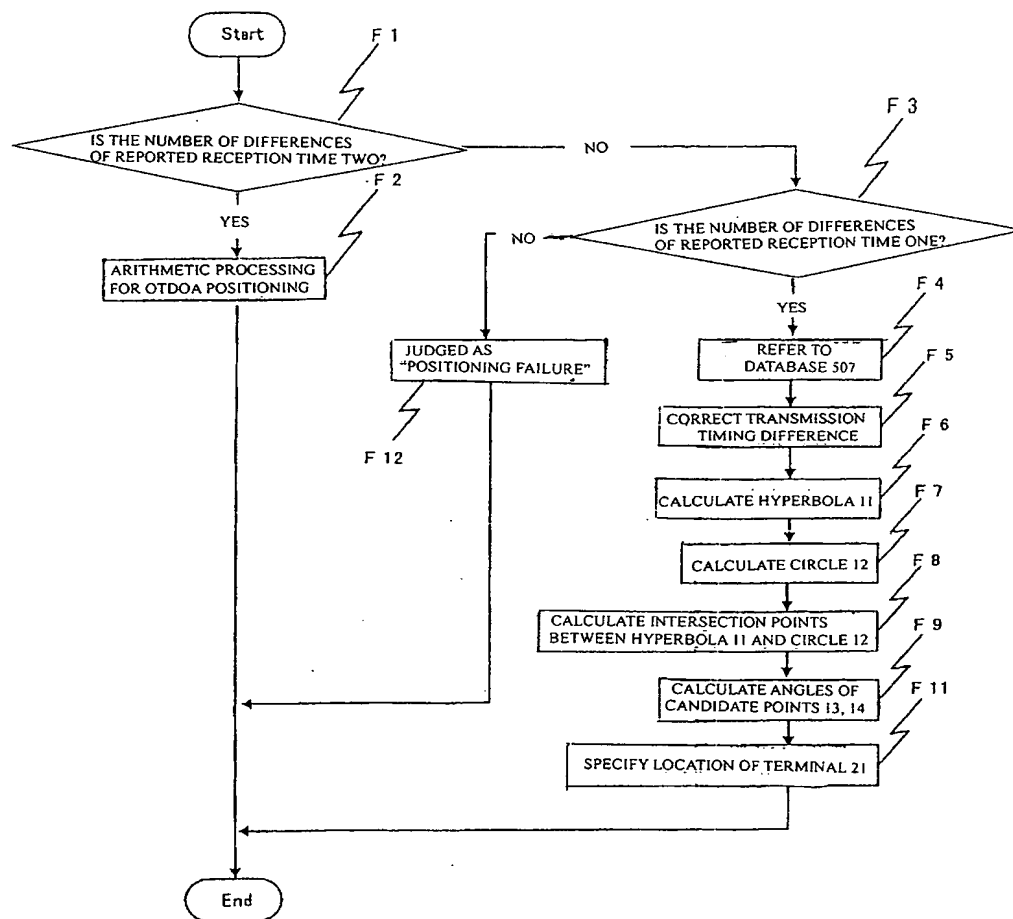 Start
F 1
IS THE NUMBER OF DIFFERENCES
OF REPORTED RECEPTION TIME TWO?
NO
F 3
YES
F 2
ARITHMETIC PROCESSING
FOR OTDOA POSITIONING
IS THE NUMBER OF DIFFERENCES
OF REPORTED RECEPTION TIME ONE?
NO
YES
F 4
JUDGED AS
"POSITIONING FAILURE"
F 12
REFER TO
DATABASE 507
F 5
CORRECT TRANSMISSION
TIMING DIFFERENCE
F 6
CALCULATE HYPERBOLA 11
F 7
CALCULATE CIRCLE 12
F 8
CALCULATE INTERSECTION POINTS
BETWEEN HYPERBOLA 11 AND CIRCLE 12
F 9
CALCULATE ANGLES OF
CANDIDATE POINTS 13, 14
F 11
SPECIFY LOCATION OF TERMINAL 21
End